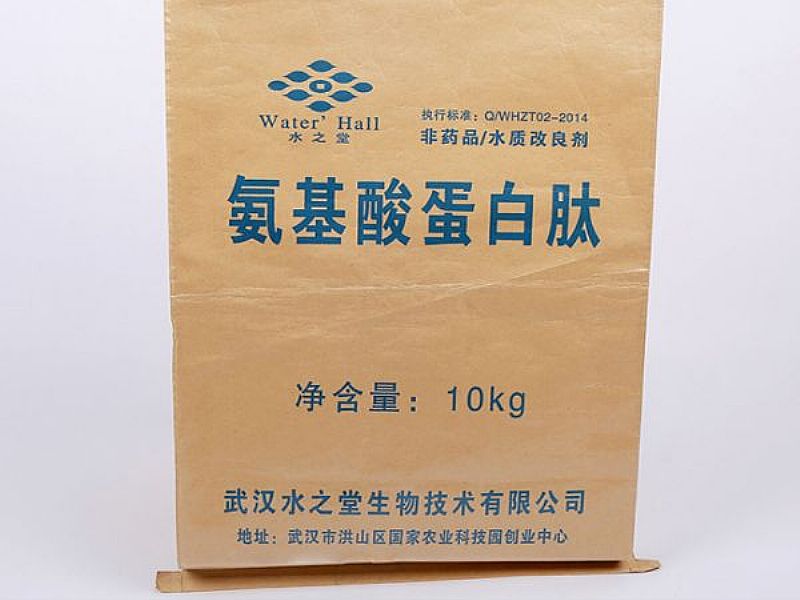 Water' Hall
水之堂
执行标准：Q/WHZT02-2014
非药品/水质改良剂
氨基酸蛋白肽
净含量：10kg
武汉水之堂生物技术有限公司
地址：武汉市洪山区国家农业科技园创业中心